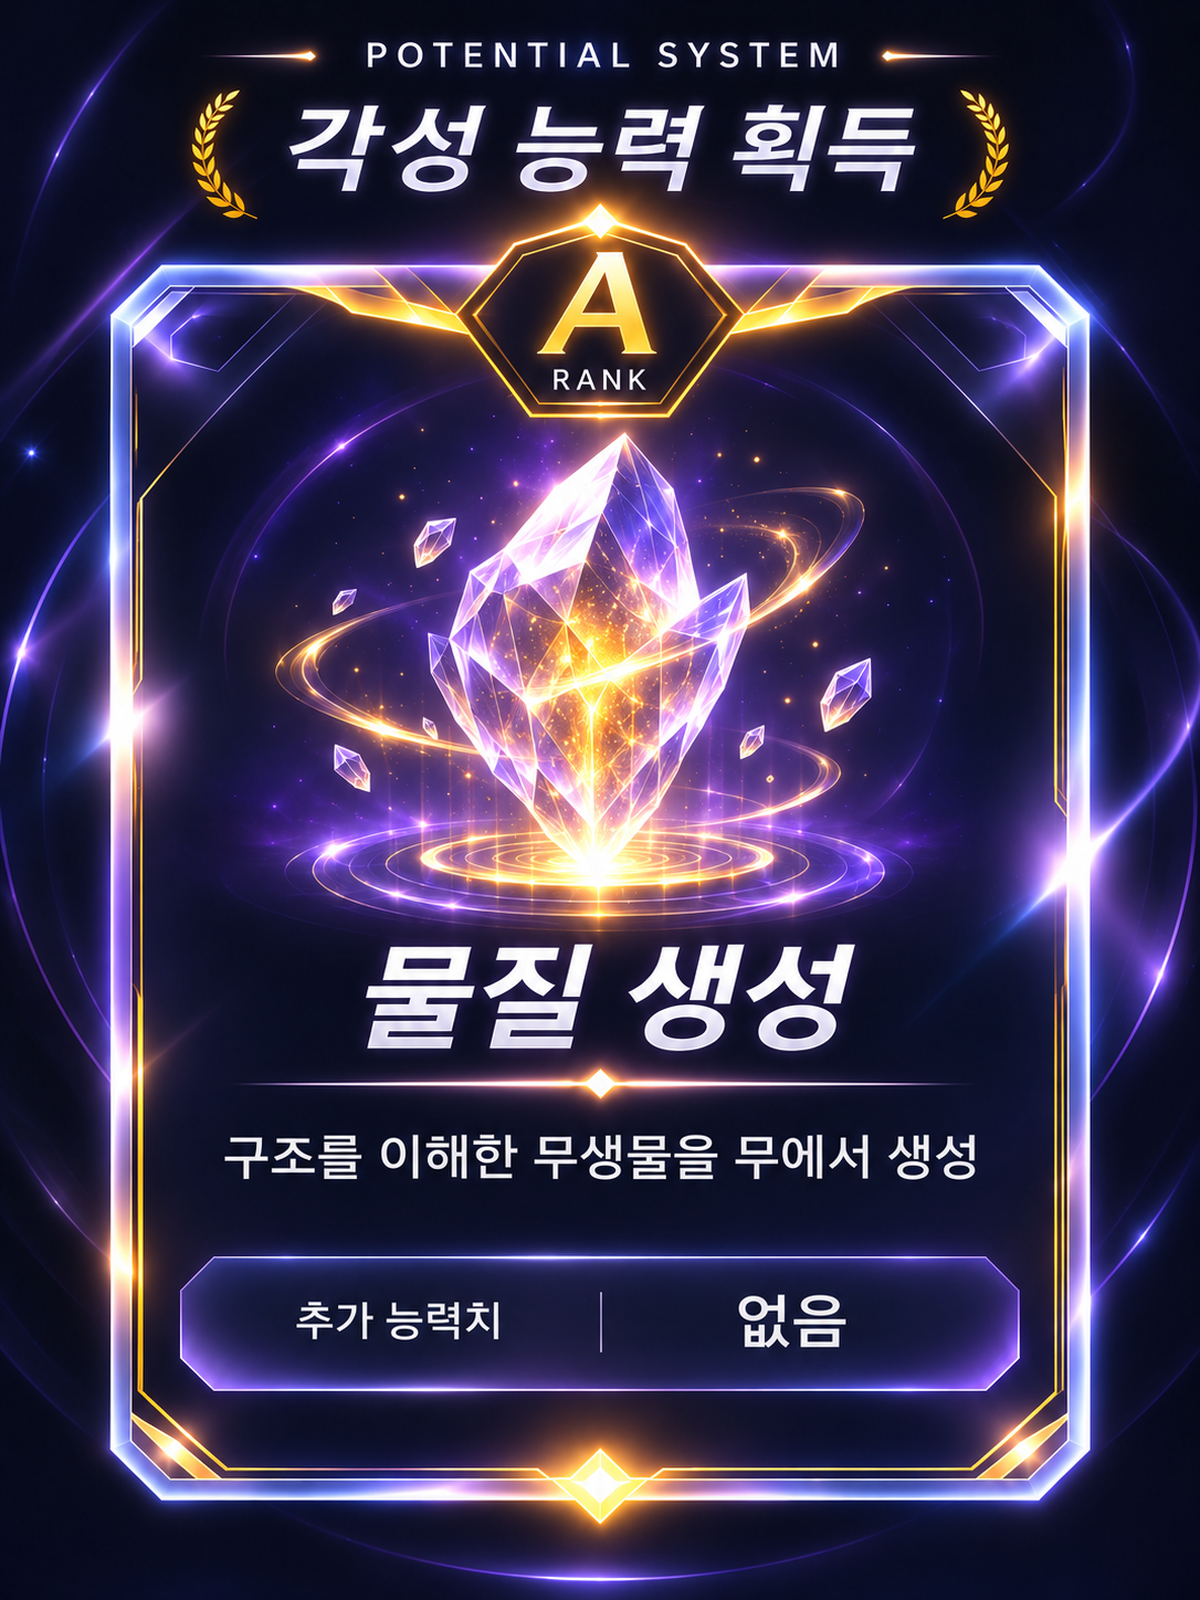 POTENTIAL SYSTEM
각성 능력 획득
A
RANK
물질 생성
구조를 이해한 무생물을 무에서 생성
추가 능력치
없음